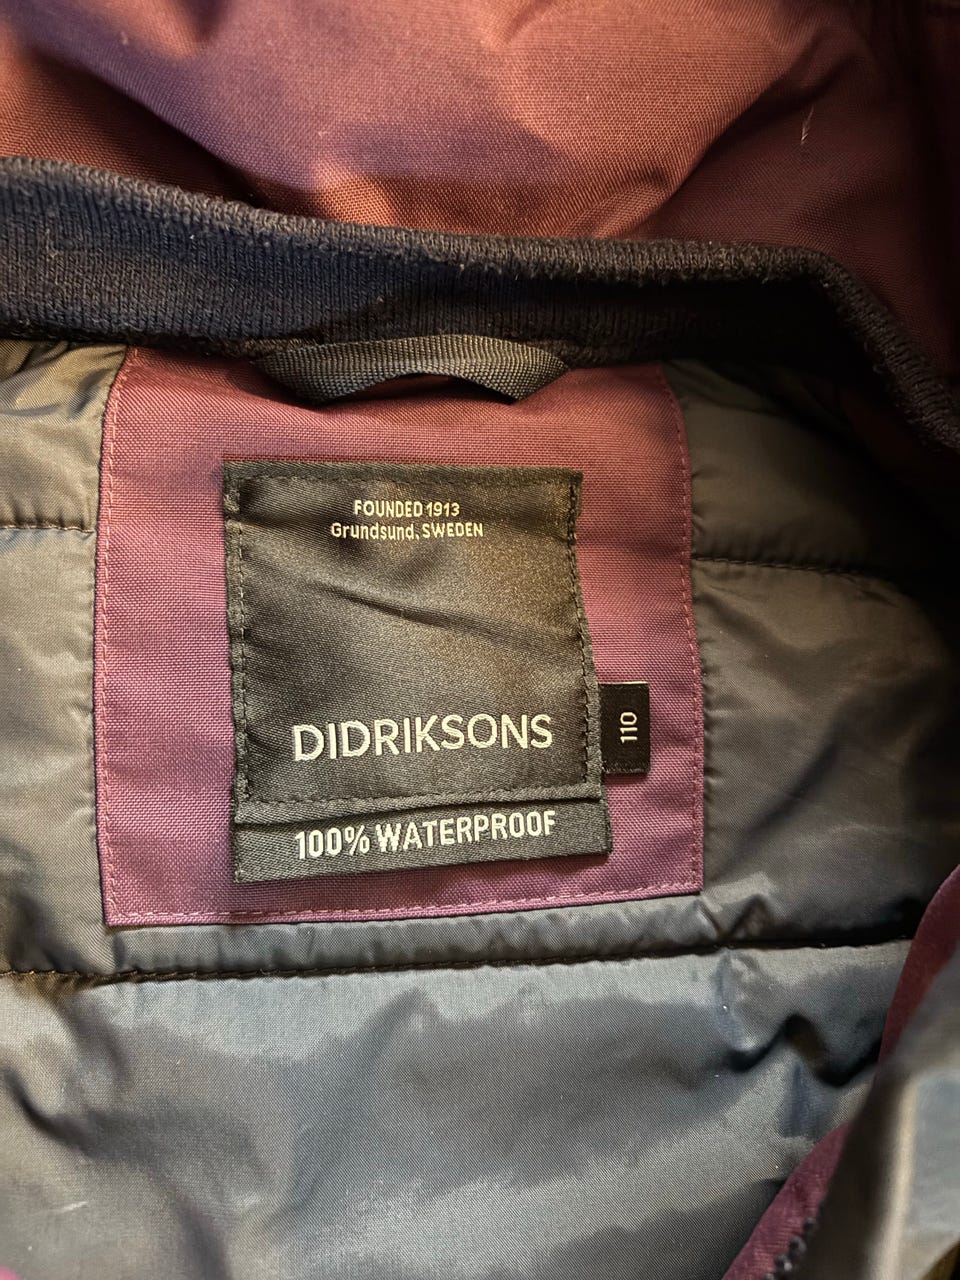 FOUNDED 1913
Grundsund, SWEDEN
DIDRIKSONS
110
100% WATERPROOF